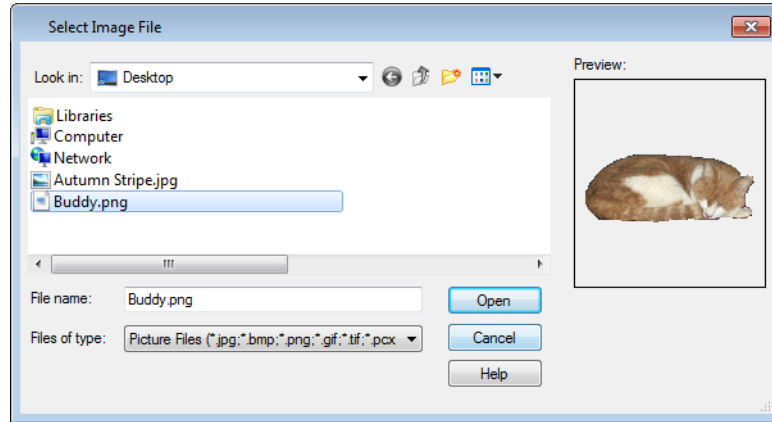 Select Image File
Look in: Desktop
Preview:
Libraries
Computer
Network
Autumn Stripe.jpg
Buddy.png
File name: Buddy.png Open
Files of type: Picture Files (*.jpg;*.bmp;*.png;*.gif;*.tif;*.pcx Cancel
Help